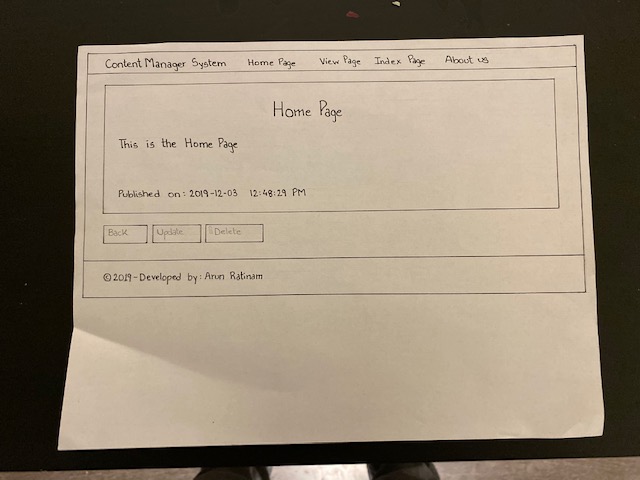 Content Manager System Home Page View Page Index Page About us
Home Page
This is the Home Page
Published on: 2019-12-03 12:48:29 PM
Back Update Delete
©2019-Developed by: Arun Ratinam